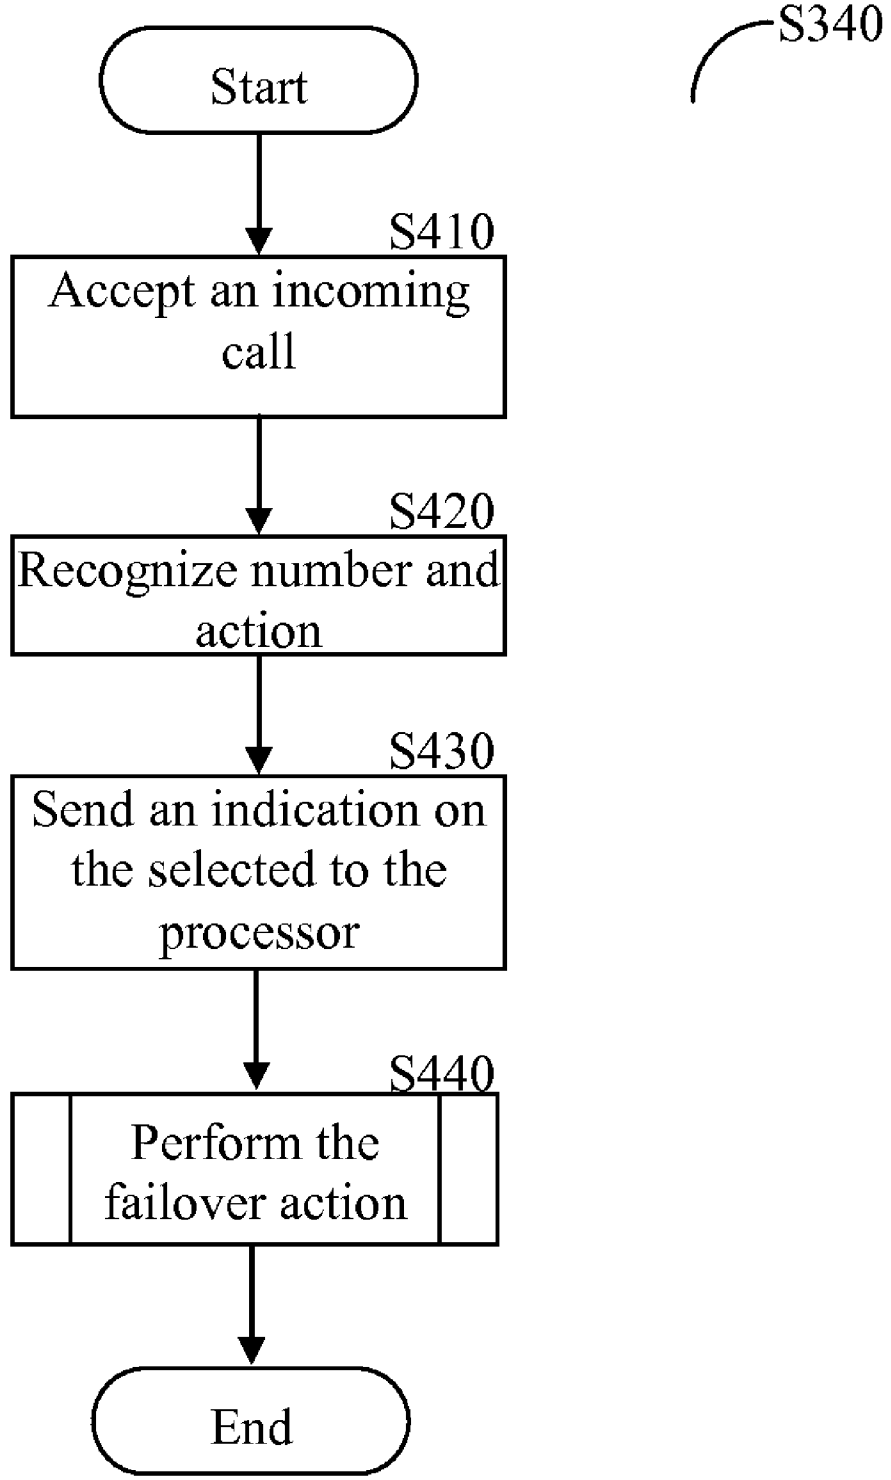 S340
Start
S410
Accept an incoming
call
S420
Recognize number and
action
S430
Send an indication on
the selected to the
processor
S440
Perform the
failover action
End